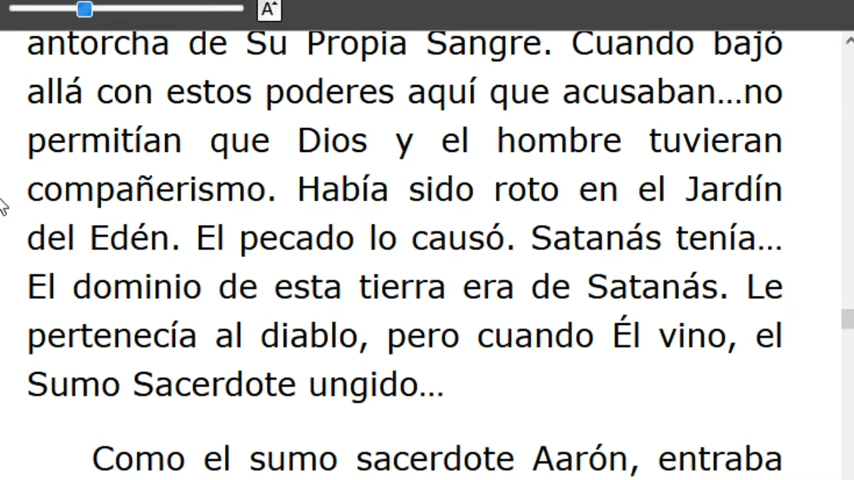 A
antorcha de Su Propia Sangre. Cuando bajó
allá con estos poderes aquí que acusaban...no
permitían que Dios y el hombre tuvieran
compañerismo. Había sido roto en el Jardín
del Edén. El pecado lo causó. Satanás tenía...
El dominio de esta tierra era de Satanás. Le
pertenecía al diablo, pero cuando Él vino, el
Sumo Sacerdote ungido...
Como el sumo sacerdote Aarón, entraba